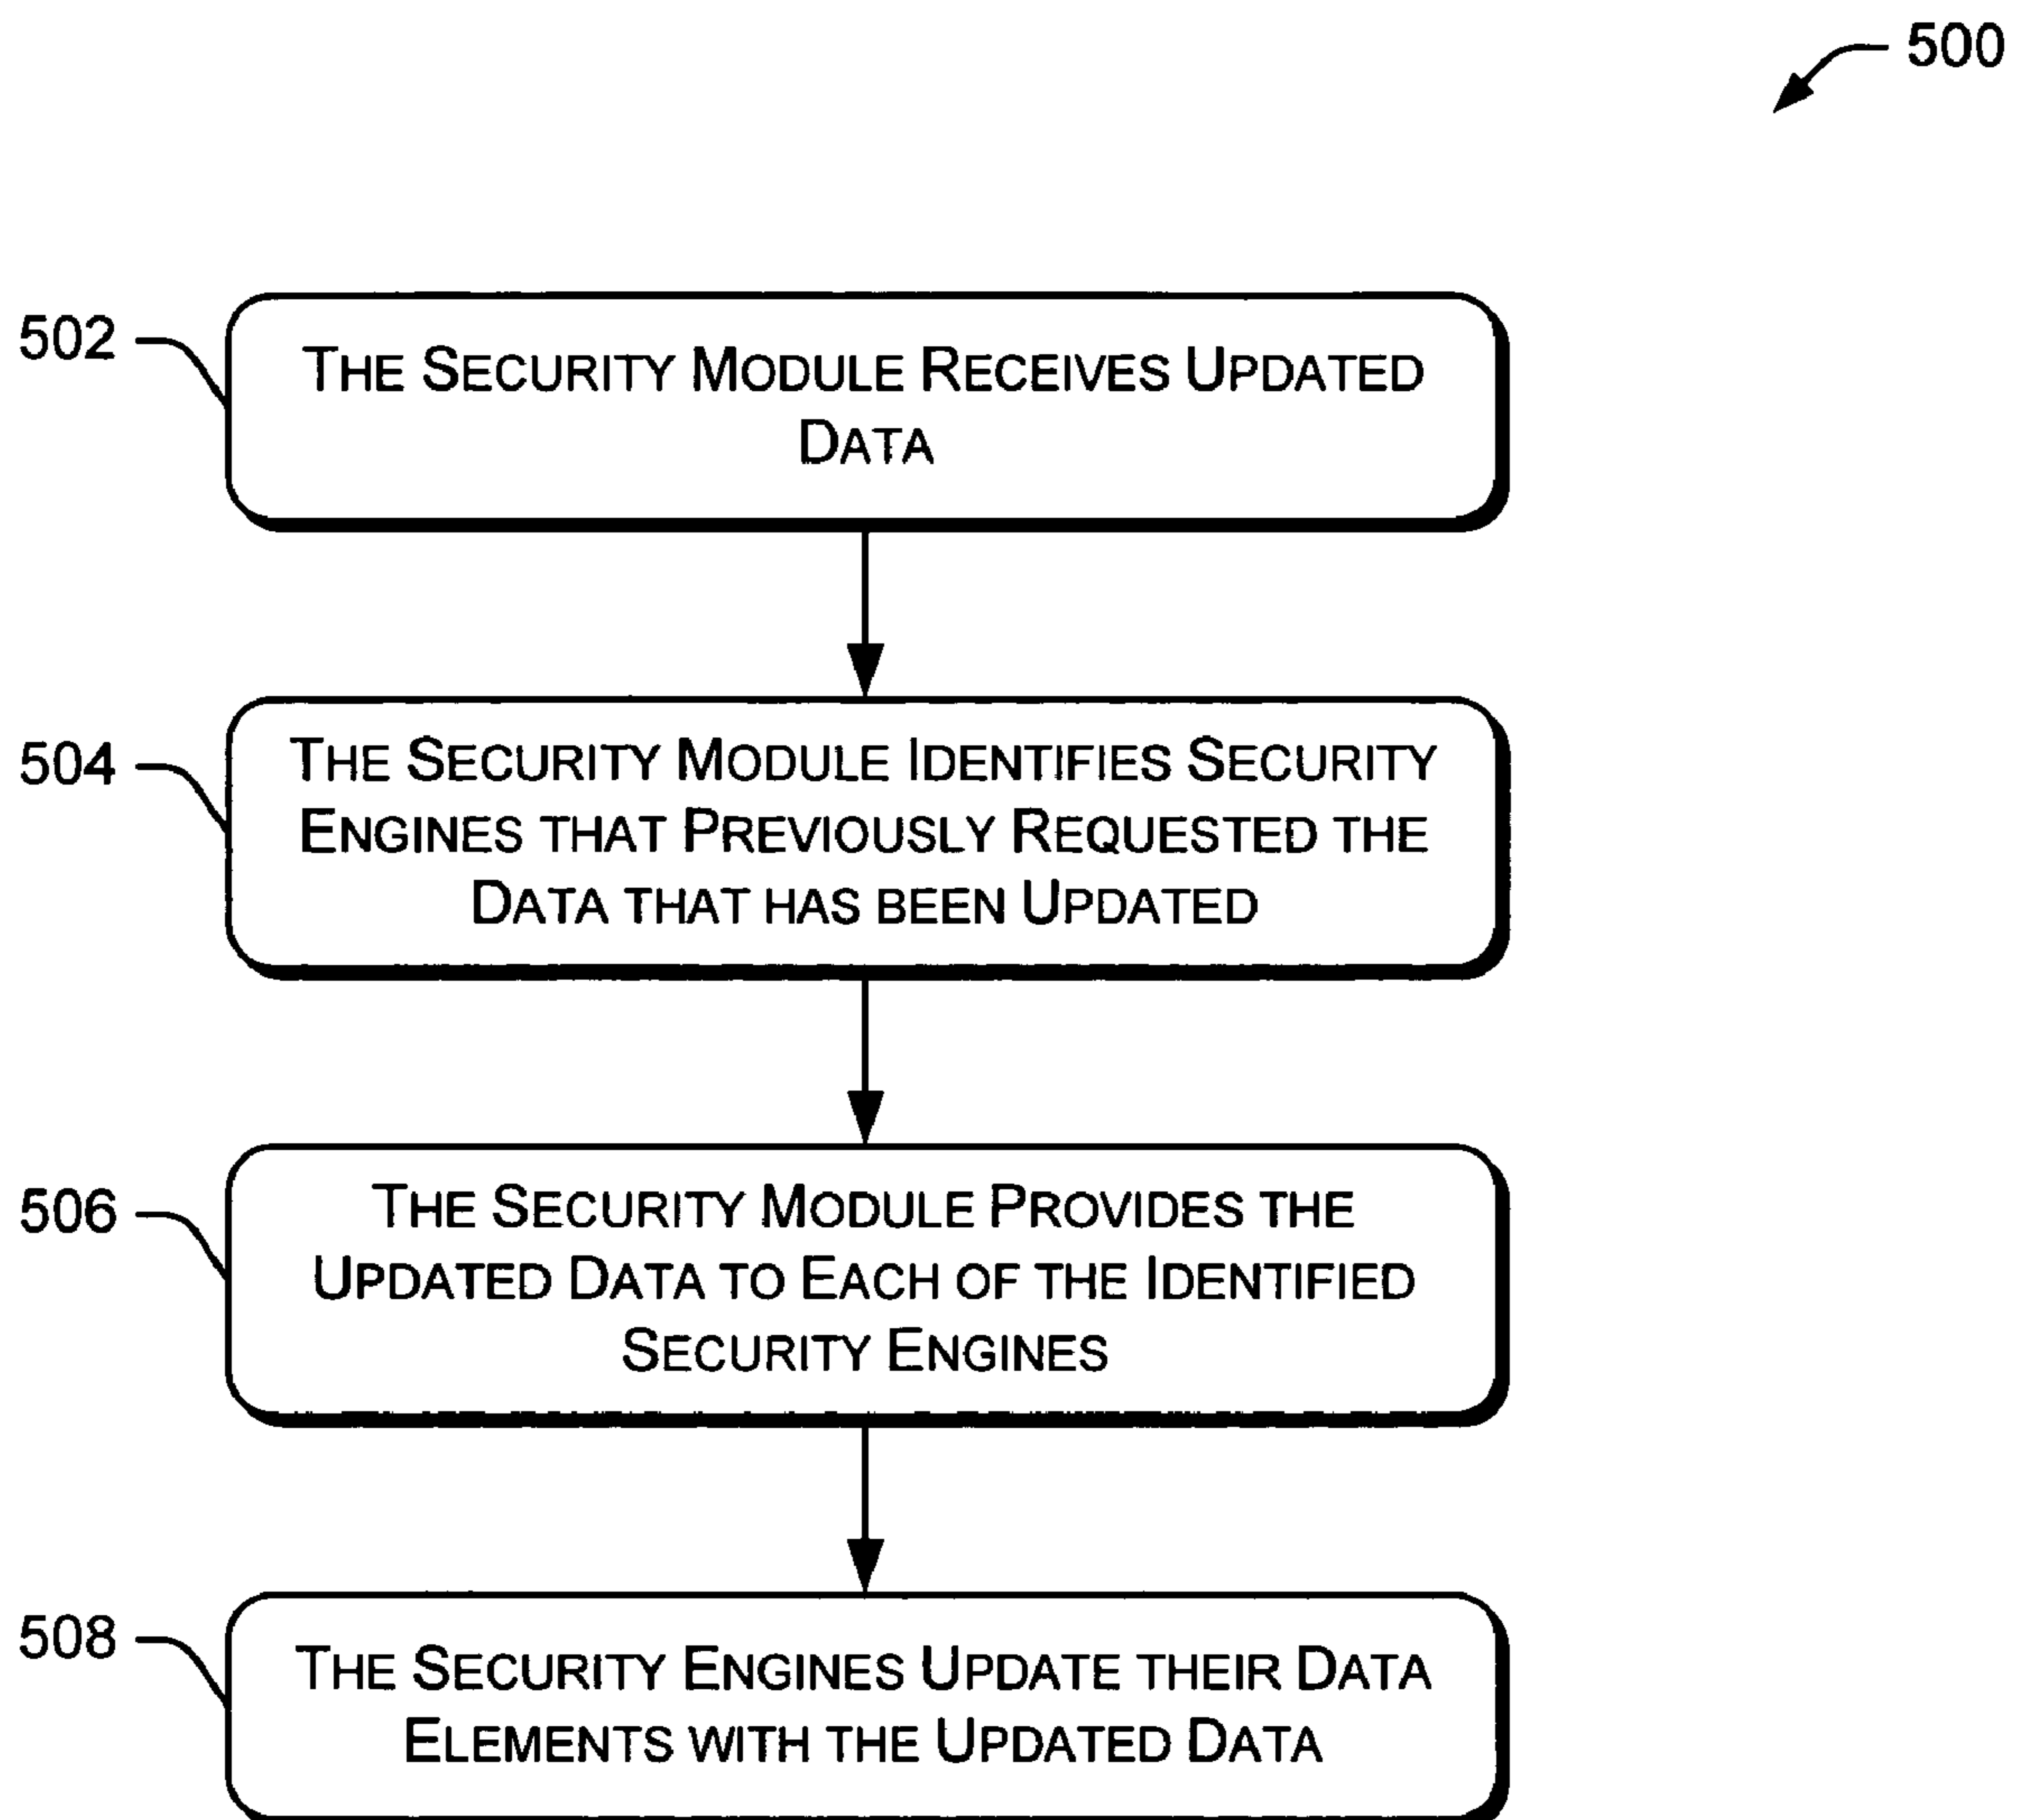 500
502
THE SECURITY MODULE RECEIVES UPDATED
DATA
504
THE SECURITY MODULE IDENTIFIES SECURITY
ENGINES THAT PREVIOUSLY REQUESTED THE
DATA THAT HAS BEEN UPDATED
506
THE SECURITY MODULE PROVIDES THE
UPDATED DATA TO EACH OF THE IDENTIFIED
SECURITY ENGINES
508
THE SECURITY ENGINES UPDATE THEIR DATA
ELEMENTS WITH THE UPDATED DATA